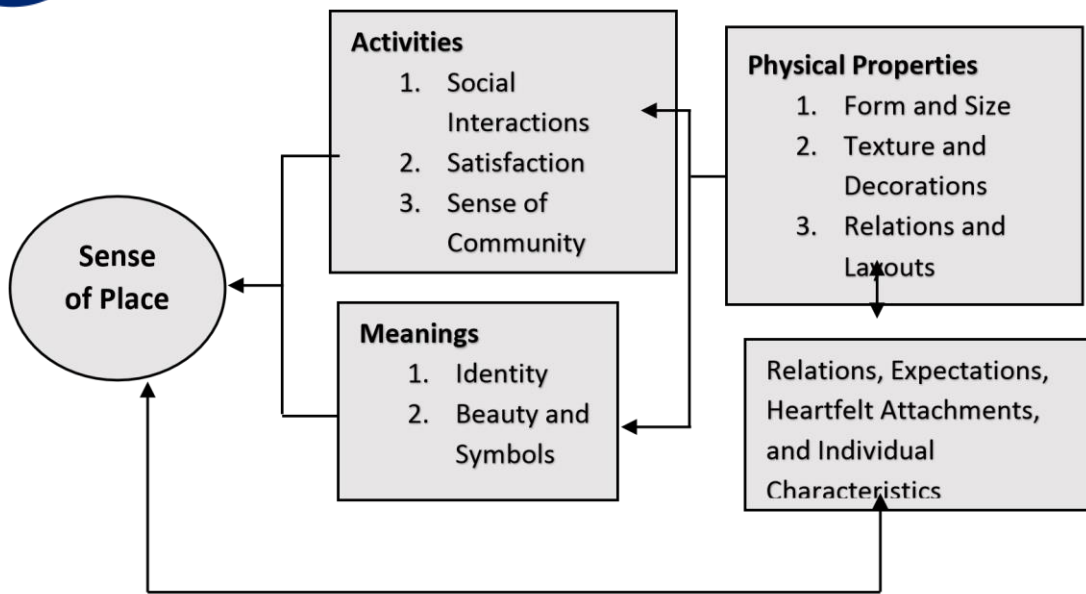 Activities
1. Social
Interactions
2. Satisfaction
3. Sense of
Community
Physical Properties
1. Form and Size
2. Texture and
Decorations
3. Relations and
Layouts
Sense
of Place
Meanings
1. Identity
2. Beauty and
Symbols
Relations, Expectations,
Heartfelt Attachments,
and Individual
Characteristics